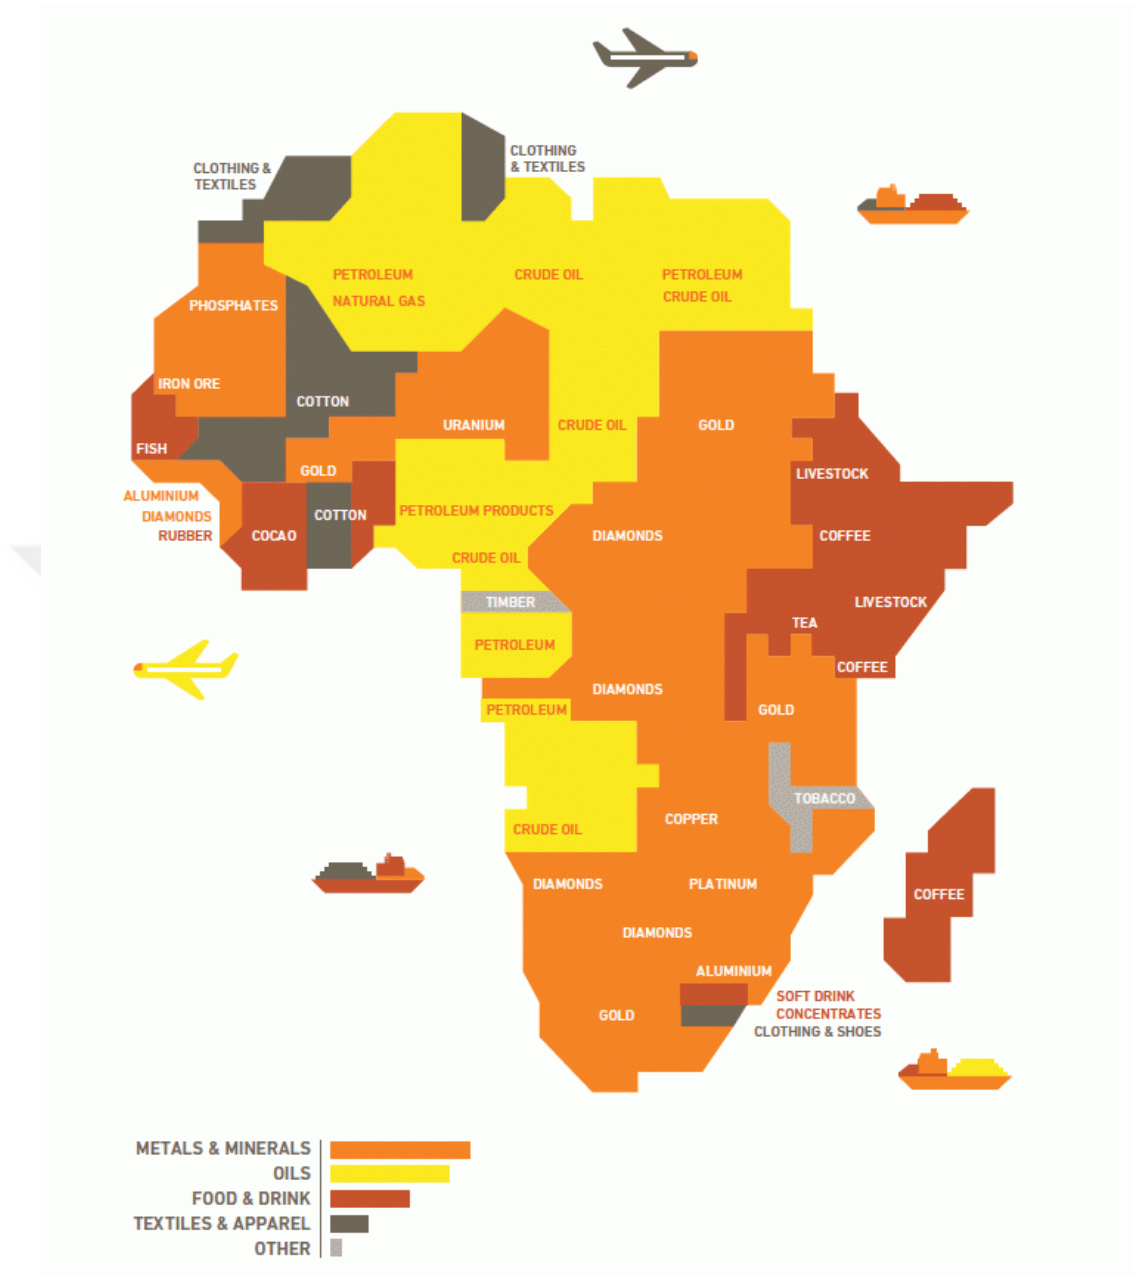 CLOTHING
& TEXTILES
CLOTHING &
TEXTILES
PETROLEUM
NATURAL GAS
CRUDE OIL
PETROLEUM
CRUDE OIL
PHOSPHATES
IRON ORE
COTTON
URANIUM
CRUDE OIL
GOLD
FISH
GOLD
LIVESTOCK
ALUMINIUM
DIAMONDS
RUBBER
COCAO
COTTON
PETROLEUM PRODUCTS
CRUDE OIL
DIAMONDS
COFFEE
TIMBER
LIVESTOCK
TEA
PETROLEUM
COFFEE
DIAMONDS
PETROLEUM
GOLD
TOBACCO
COPPER
CRUDE OIL
DIAMONDS
PLATINUM
COFFEE
DIAMONDS
ALUMINIUM
SOFT DRINK
CONCENTRATES
CLOTHING & SHOES
GOLD
METALS & MINERALS
OILS
FOOD & DRINK
TEXTILES & APPAREL
OTHER